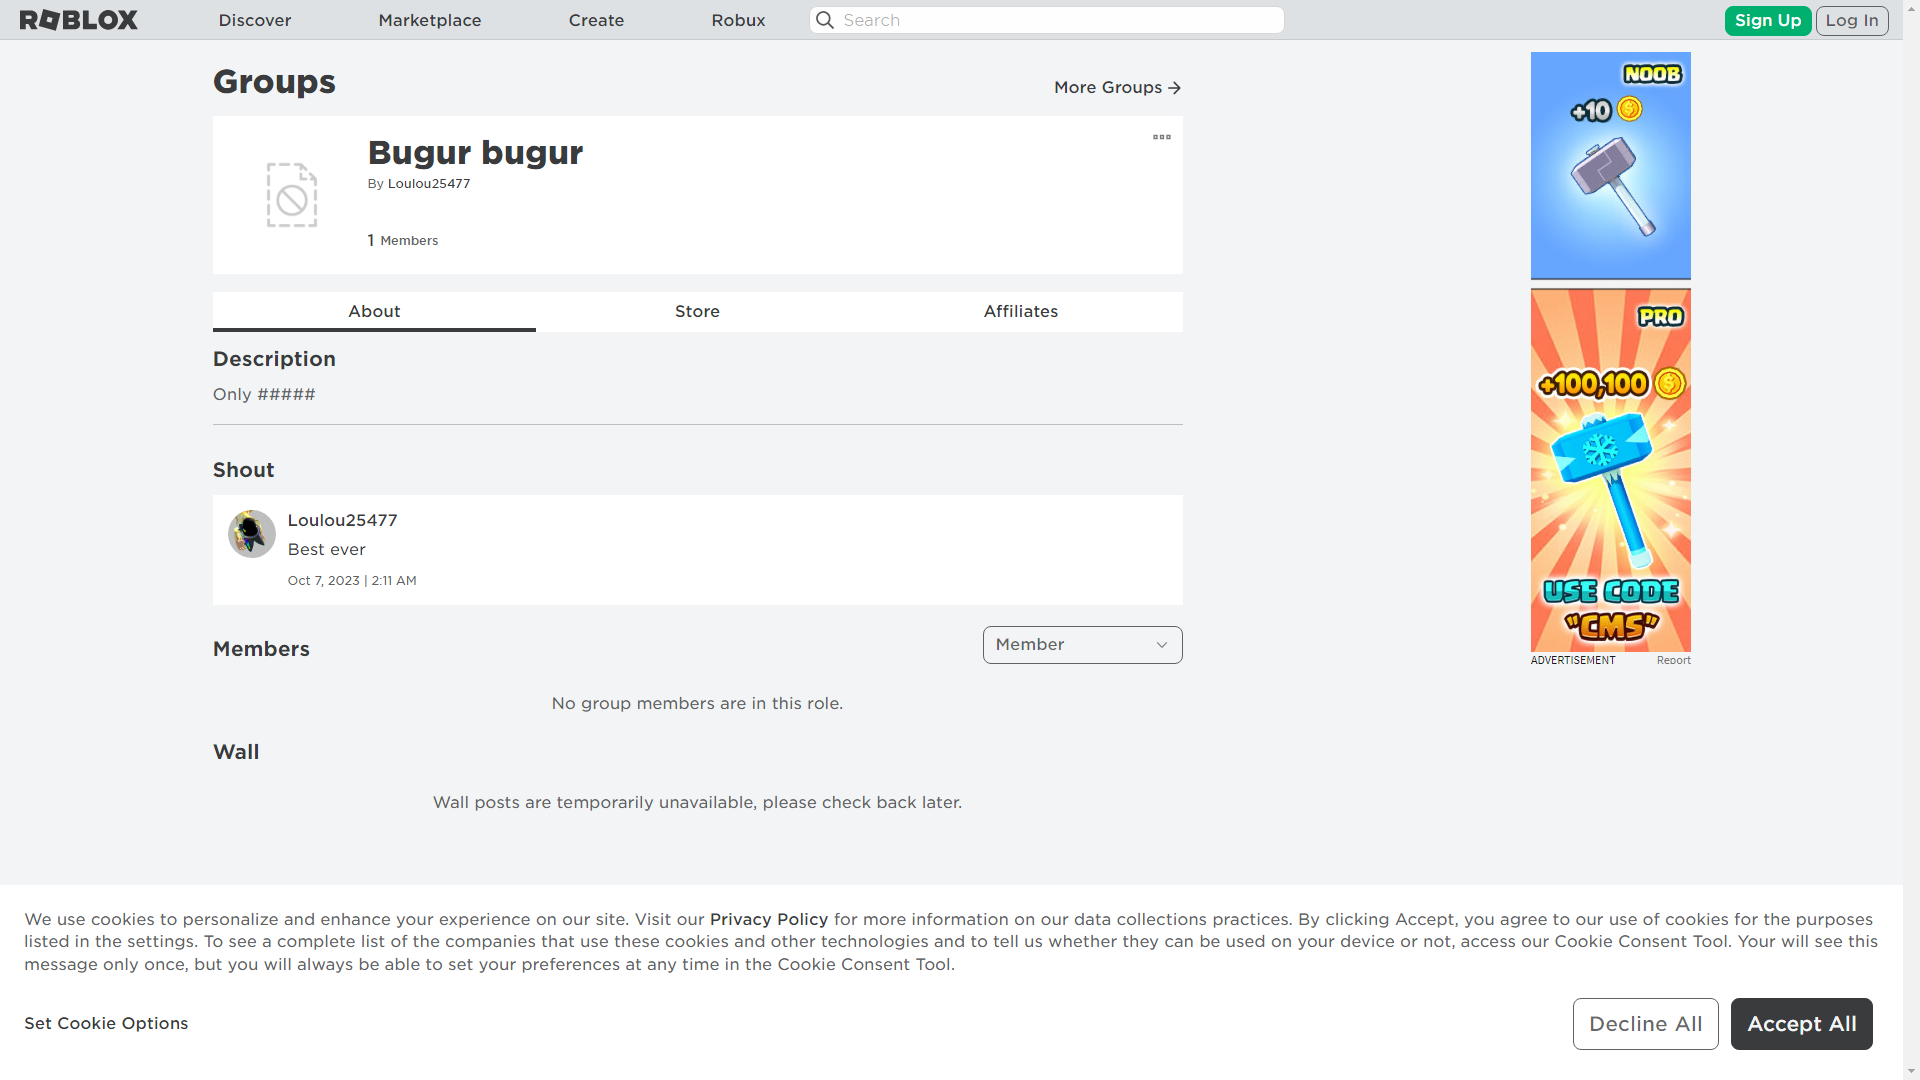 ROBLOX
Discover
Marketplace
Create
Robux
Search
Sign Up
Log In
Groups
More Groups
Bugur bugur
By Loulou25477
1 Members
About
Store
Affiliates
Description
Only #####
Shout
Loulou25477
Best ever
Oct 7, 2023 | 2:11 AM
Members
Member
No group members are in this role.
Wall
Wall posts are temporarily unavailable, please check back later.
NOOB
+10
PRO
+100,100
USE CODE
"CMS"
ADVERTISEMENT
Report
We use cookies to personalize and enhance your experience on our site. Visit our Privacy Policy for more information on our data collections practices. By clicking Accept, you agree to our use of cookies for the purposes
listed in the settings. To see a complete list of the companies that use these cookies and other technologies and to tell us whether they can be used on your device or not, access our Cookie Consent Tool. Your will see this
message only once, but you will always be able to set your preferences at any time in the Cookie Consent Tool.
Set Cookie Options
Decline All
Accept All